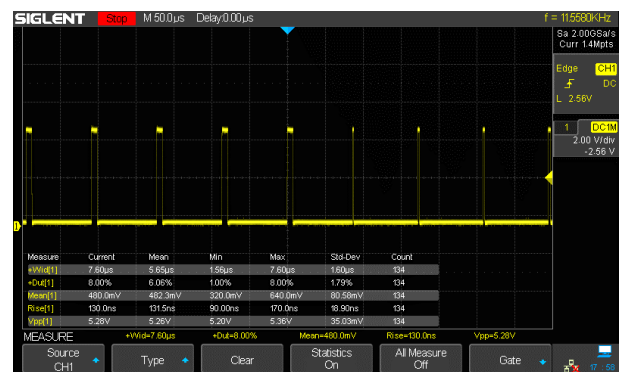 SIGLENT Stop M 50.0µs Delay:0.00µs f = 11.5580KHz
Sa 2.00GSa/s
Curr 1.4Mpts
Edge CH1
DC
L 2.56V
1 DC1M
2.00 V/div
-2.56 V
1
Measure Current Mean Min Max Std-Dev Count
+Wid[1] 7.60µs 5.65µs 1.56µs 7.60µs 1.60µs 134
+Dut[1] 8.00% 6.06% 1.00% 8.00% 1.79% 134
Mean[1] 480.0mV 482.3mV 320.0mV 640.0mV 80.58mV 134
Rise[1] 130.0ns 131.5ns 90.00ns 170.0ns 18.90ns 134
Vpp[1] 5.28V 5.26V 5.20V 5.36V 35.03mV 134
MEASURE +Wid=7.60µs +Dut=8.00% Mean=480.0mV Rise=130.0ns Vpp=5.28V
Source
CH1
Type
Clear
Statistics
On
All Measure
Off
Gate
17 : 58